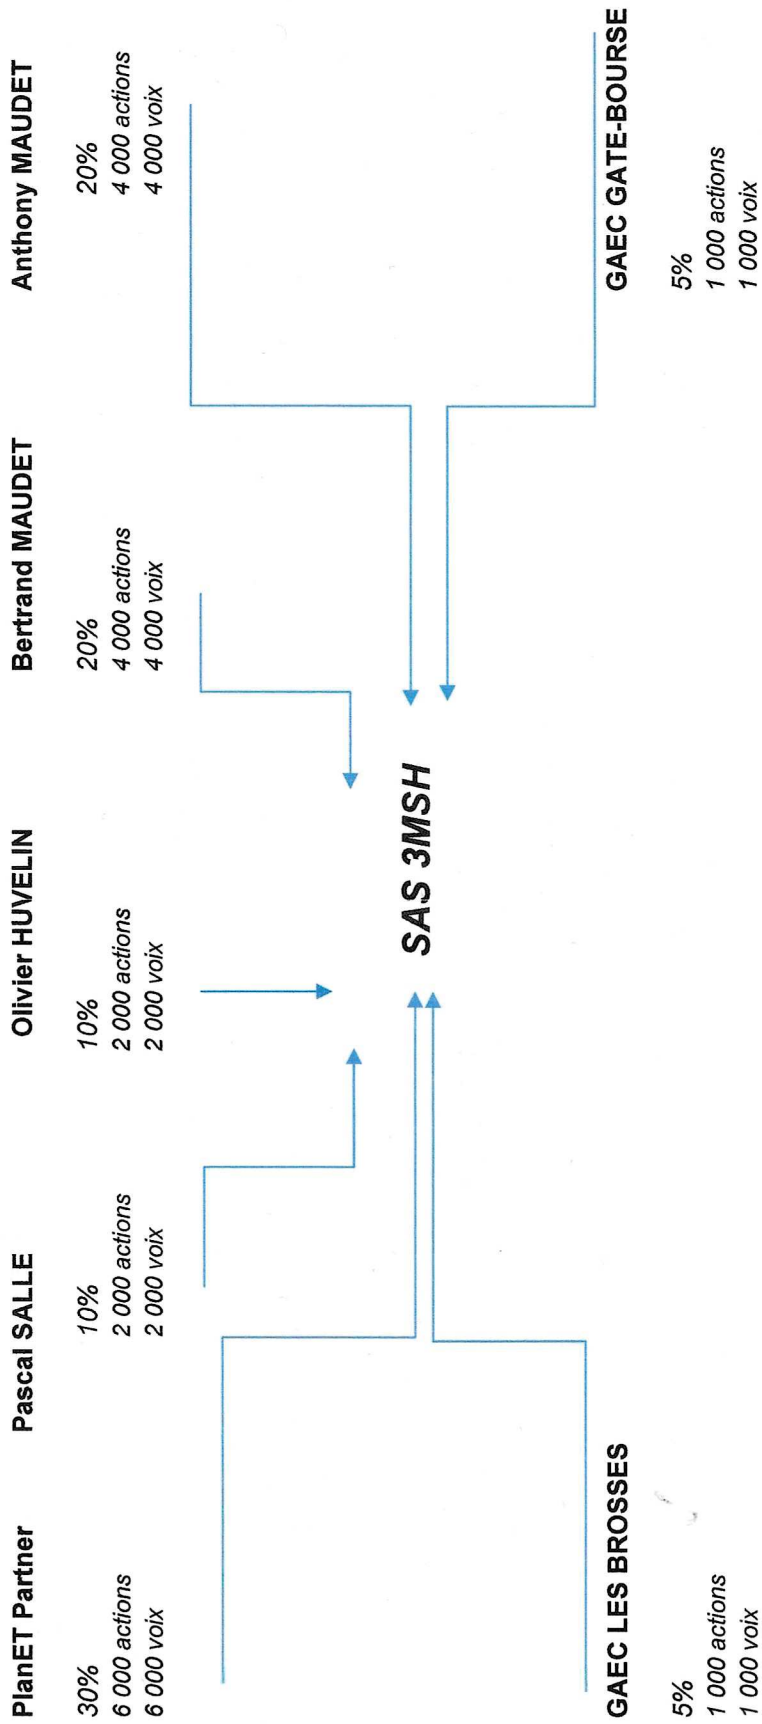 PlanET Partner
30%
6 000 actions
6 000 voix
Pascal SALLE
10%
2 000 actions
2 000 voix
Olivier HUVELIN
10%
2 000 actions
2 000 voix
Bertrand MAUDET
20%
4 000 actions
4 000 voix
Anthony MAUDET
20%
4 000 actions
4 000 voix
SAS 3MSH
GAEC LES BROSSES
5%
1 000 actions
1 000 voix
GAEC GATE-BOURSE
5%
1 000 actions
1 000 voix